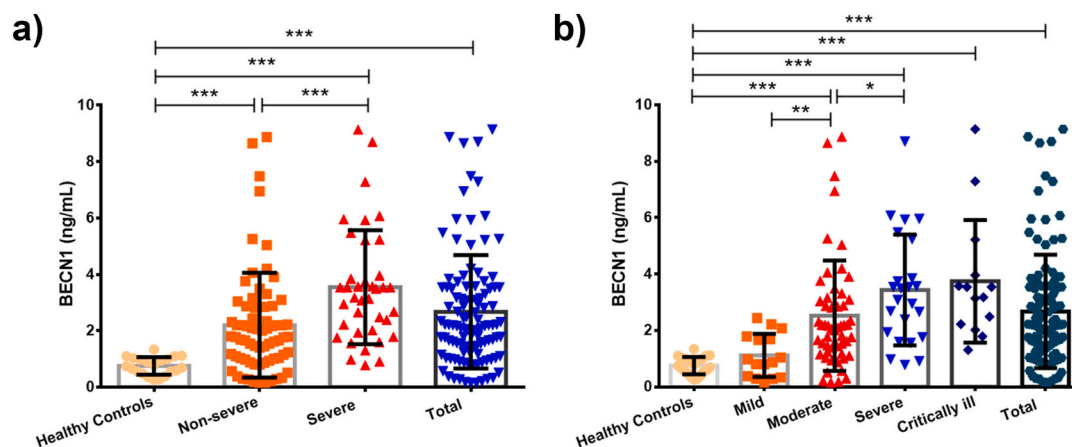 a)
***
***
*** ***
10
8
6
4
2
0
BECN1 (ng/mL)
Healthy Controls
Non-severe
Severe
Total
b)
***
***
***
*** *
**
10
8
6
4
2
0
BECN1 (ng/mL)
Healthy Controls
Mild
Moderate
Severe
Critically ill
Total